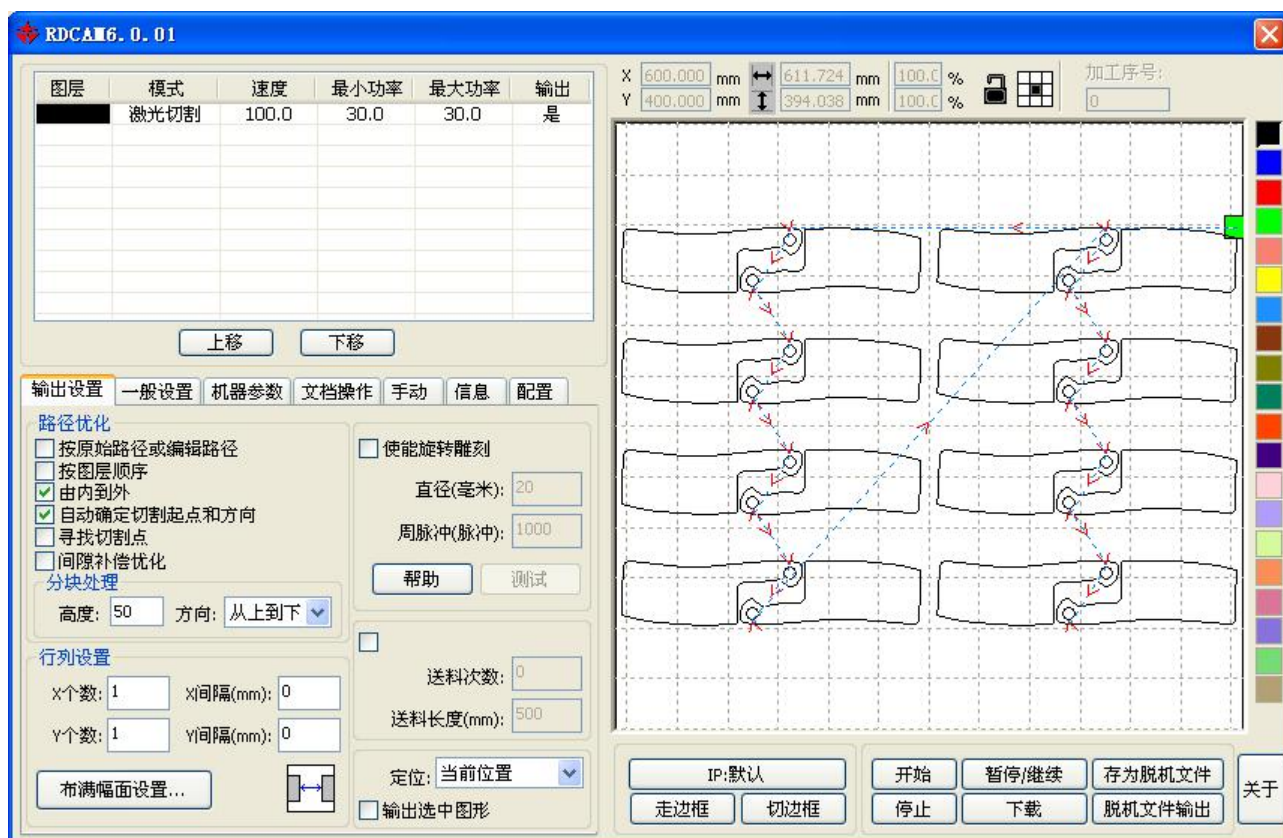 RDCAM6.0.01
图层 模式 速度 最小功率 最大功率 输出
激光切割 100.0 30.0 30.0 是
上移 下移
X 600.000 mm 611.724 mm 100.0 %
Y 400.000 mm 394.038 mm 100.0 %
加工序号:
0
输出设置 一般设置 机器参数 文档操作 手动 信息 配置
路径优化
按原始路径或编辑路径
按图层顺序
由内到外
自动确定切割起点和方向
寻找切割点
间隙补偿优化
分块处理
高度: 50 方向: 从上到下
行列设置
X个数: 1 X间隔(mm): 0
Y个数: 1 Y间隔(mm): 0
布满幅面设置...
使能旋转雕刻
直径(毫米): 20
周脉冲(脉冲): 1000
帮助 测试
送料次数: 0
送料长度(mm): 500
定位: 当前位置
输出选中图形
IP:默认
走边框 切边框
开始 暂停/继续 存为脱机文件
停止 下载 脱机文件输出
关于